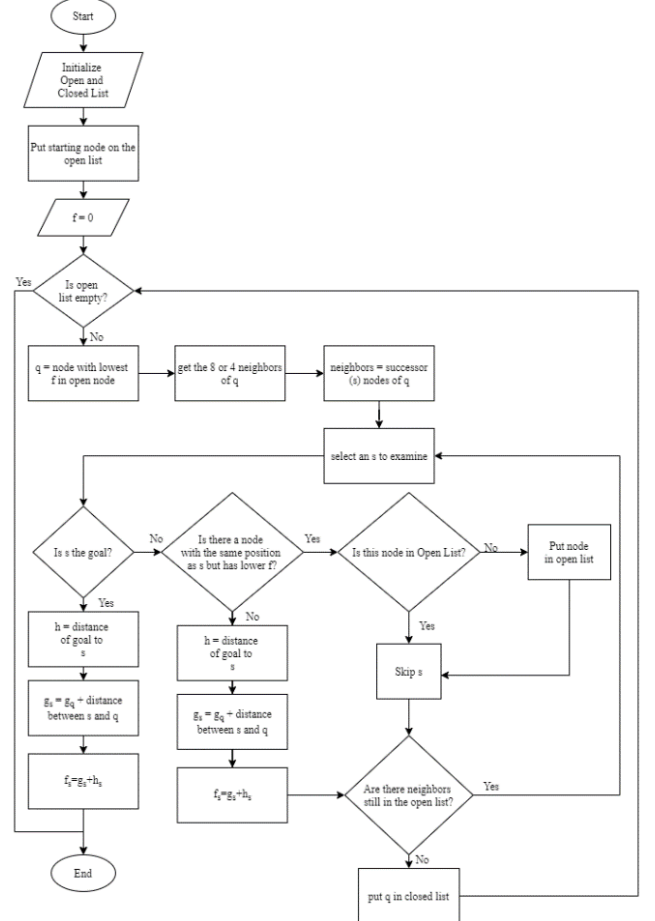 Start
Initialize
Open and
Closed List
Put starting node on the
open list
f = 0
Yes
Is open
list empty?
No
q = node with lowest
f in open node
get the 8 or 4 neighbors
of q
neighbors = successor
(s) nodes of q
select an s to examine
Is s the goal?
No
Is there a node
with the same position
as s but has lower f?
Yes
Is this node in Open List?
No
Put node
in open list
Yes
h = distance
of goal to
s
No
h = distance
of goal to
s
Yes
Skip s
gₛ = g_q + distance
between s and q
gₛ = g_q + distance
between s and q
fₛ=gₛ+hₛ
fₛ=gₛ+hₛ
Are there neighbors
still in the open list?
Yes
No
End
put q in closed list